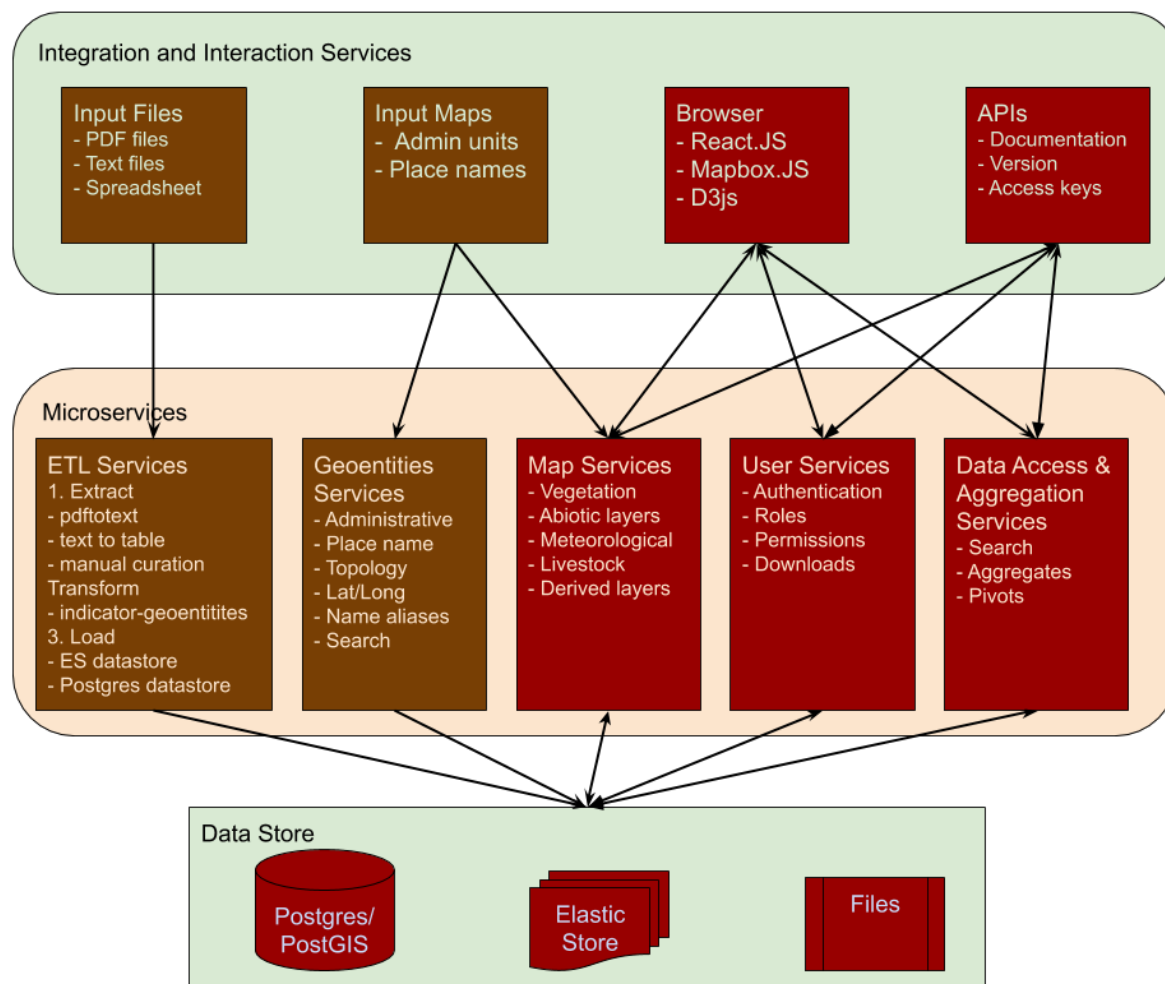 Integration and Interaction Services
Input Files
- PDF files
- Text files
- Spreadsheet
Input Maps
- Admin units
- Place names
Browser
- React.JS
- Mapbox.JS
- D3js
APIs
- Documentation
- Version
- Access keys
Microservices
ETL Services
1. Extract
- pdftotext
- text to table
- manual curation
Transform
- indicator-geoentitites
3. Load
- ES datastore
- Postgres datastore
Geoentities
Services
- Administrative
- Place name
- Topology
- Lat/Long
- Name aliases
- Search
Map Services
- Vegetation
- Abiotic layers
- Meteorological
- Livestock
- Derived layers
User Services
- Authentication
- Roles
- Permissions
- Downloads
Data Access &
Aggregation
Services
- Search
- Aggregates
- Pivots
Data Store
Postgres/
PostGIS
Elastic
Store
Files